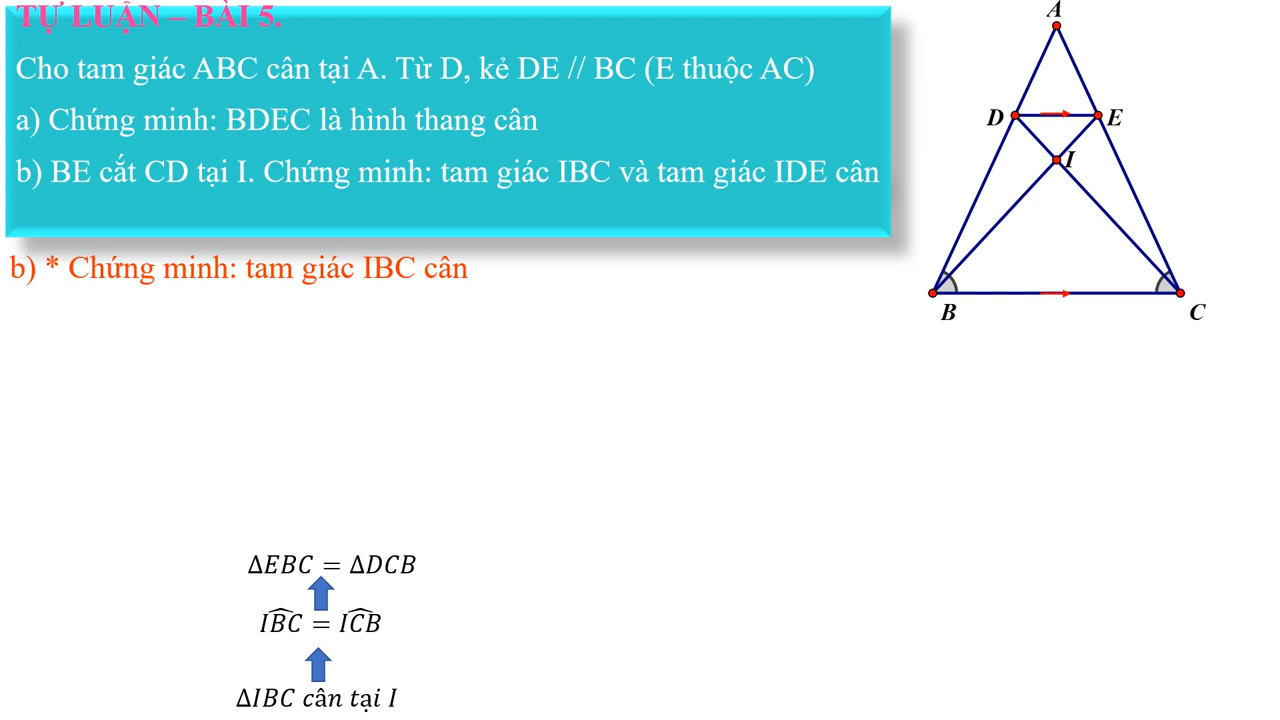 TỰ LUẬN – BÀI 5.
Cho tam giác ABC cân tại A. Từ D, kẻ DE // BC (E thuộc AC)
a) Chứng minh: BDEC là hình thang cân
b) BE cắt CD tại I. Chứng minh: tam giác IBC và tam giác IDE cân
A
D
E
I
B
C
b) * Chứng minh: tam giác IBC cân
ΔEBC = ΔDCB
IB̂C = IĈB
ΔIBC cân tại I